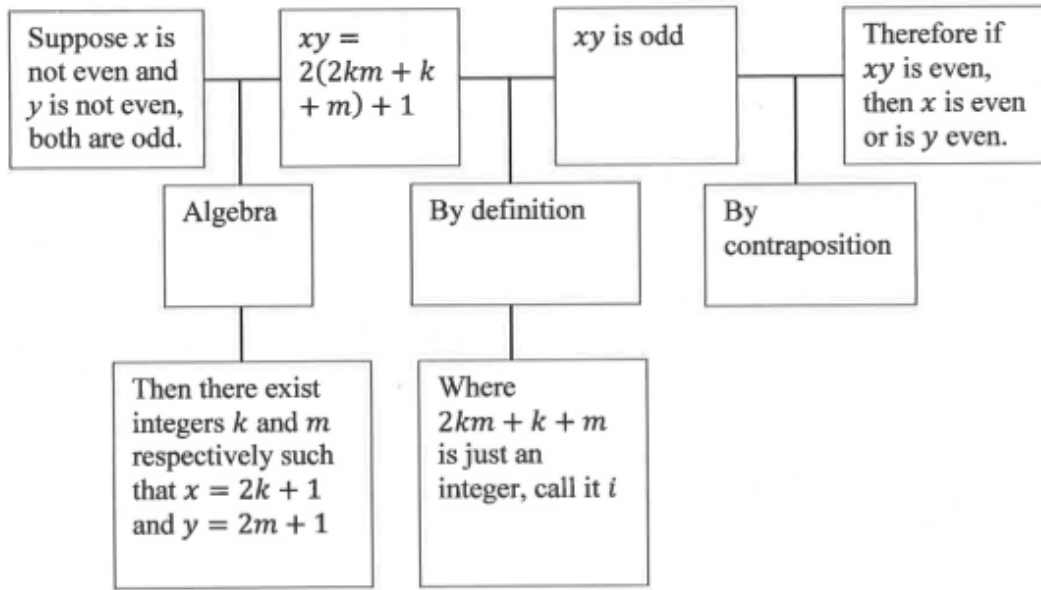 Suppose x is
not even and
y is not even,
both are odd.
xy =
2(2km + k
+ m) + 1
xy is odd
Therefore if
xy is even,
then x is even
or is y even.
Algebra
By definition
By
contraposition
Then there exist
integers k and m
respectively such
that x = 2k + 1
and y = 2m + 1
Where
2km + k + m
is just an
integer, call it i